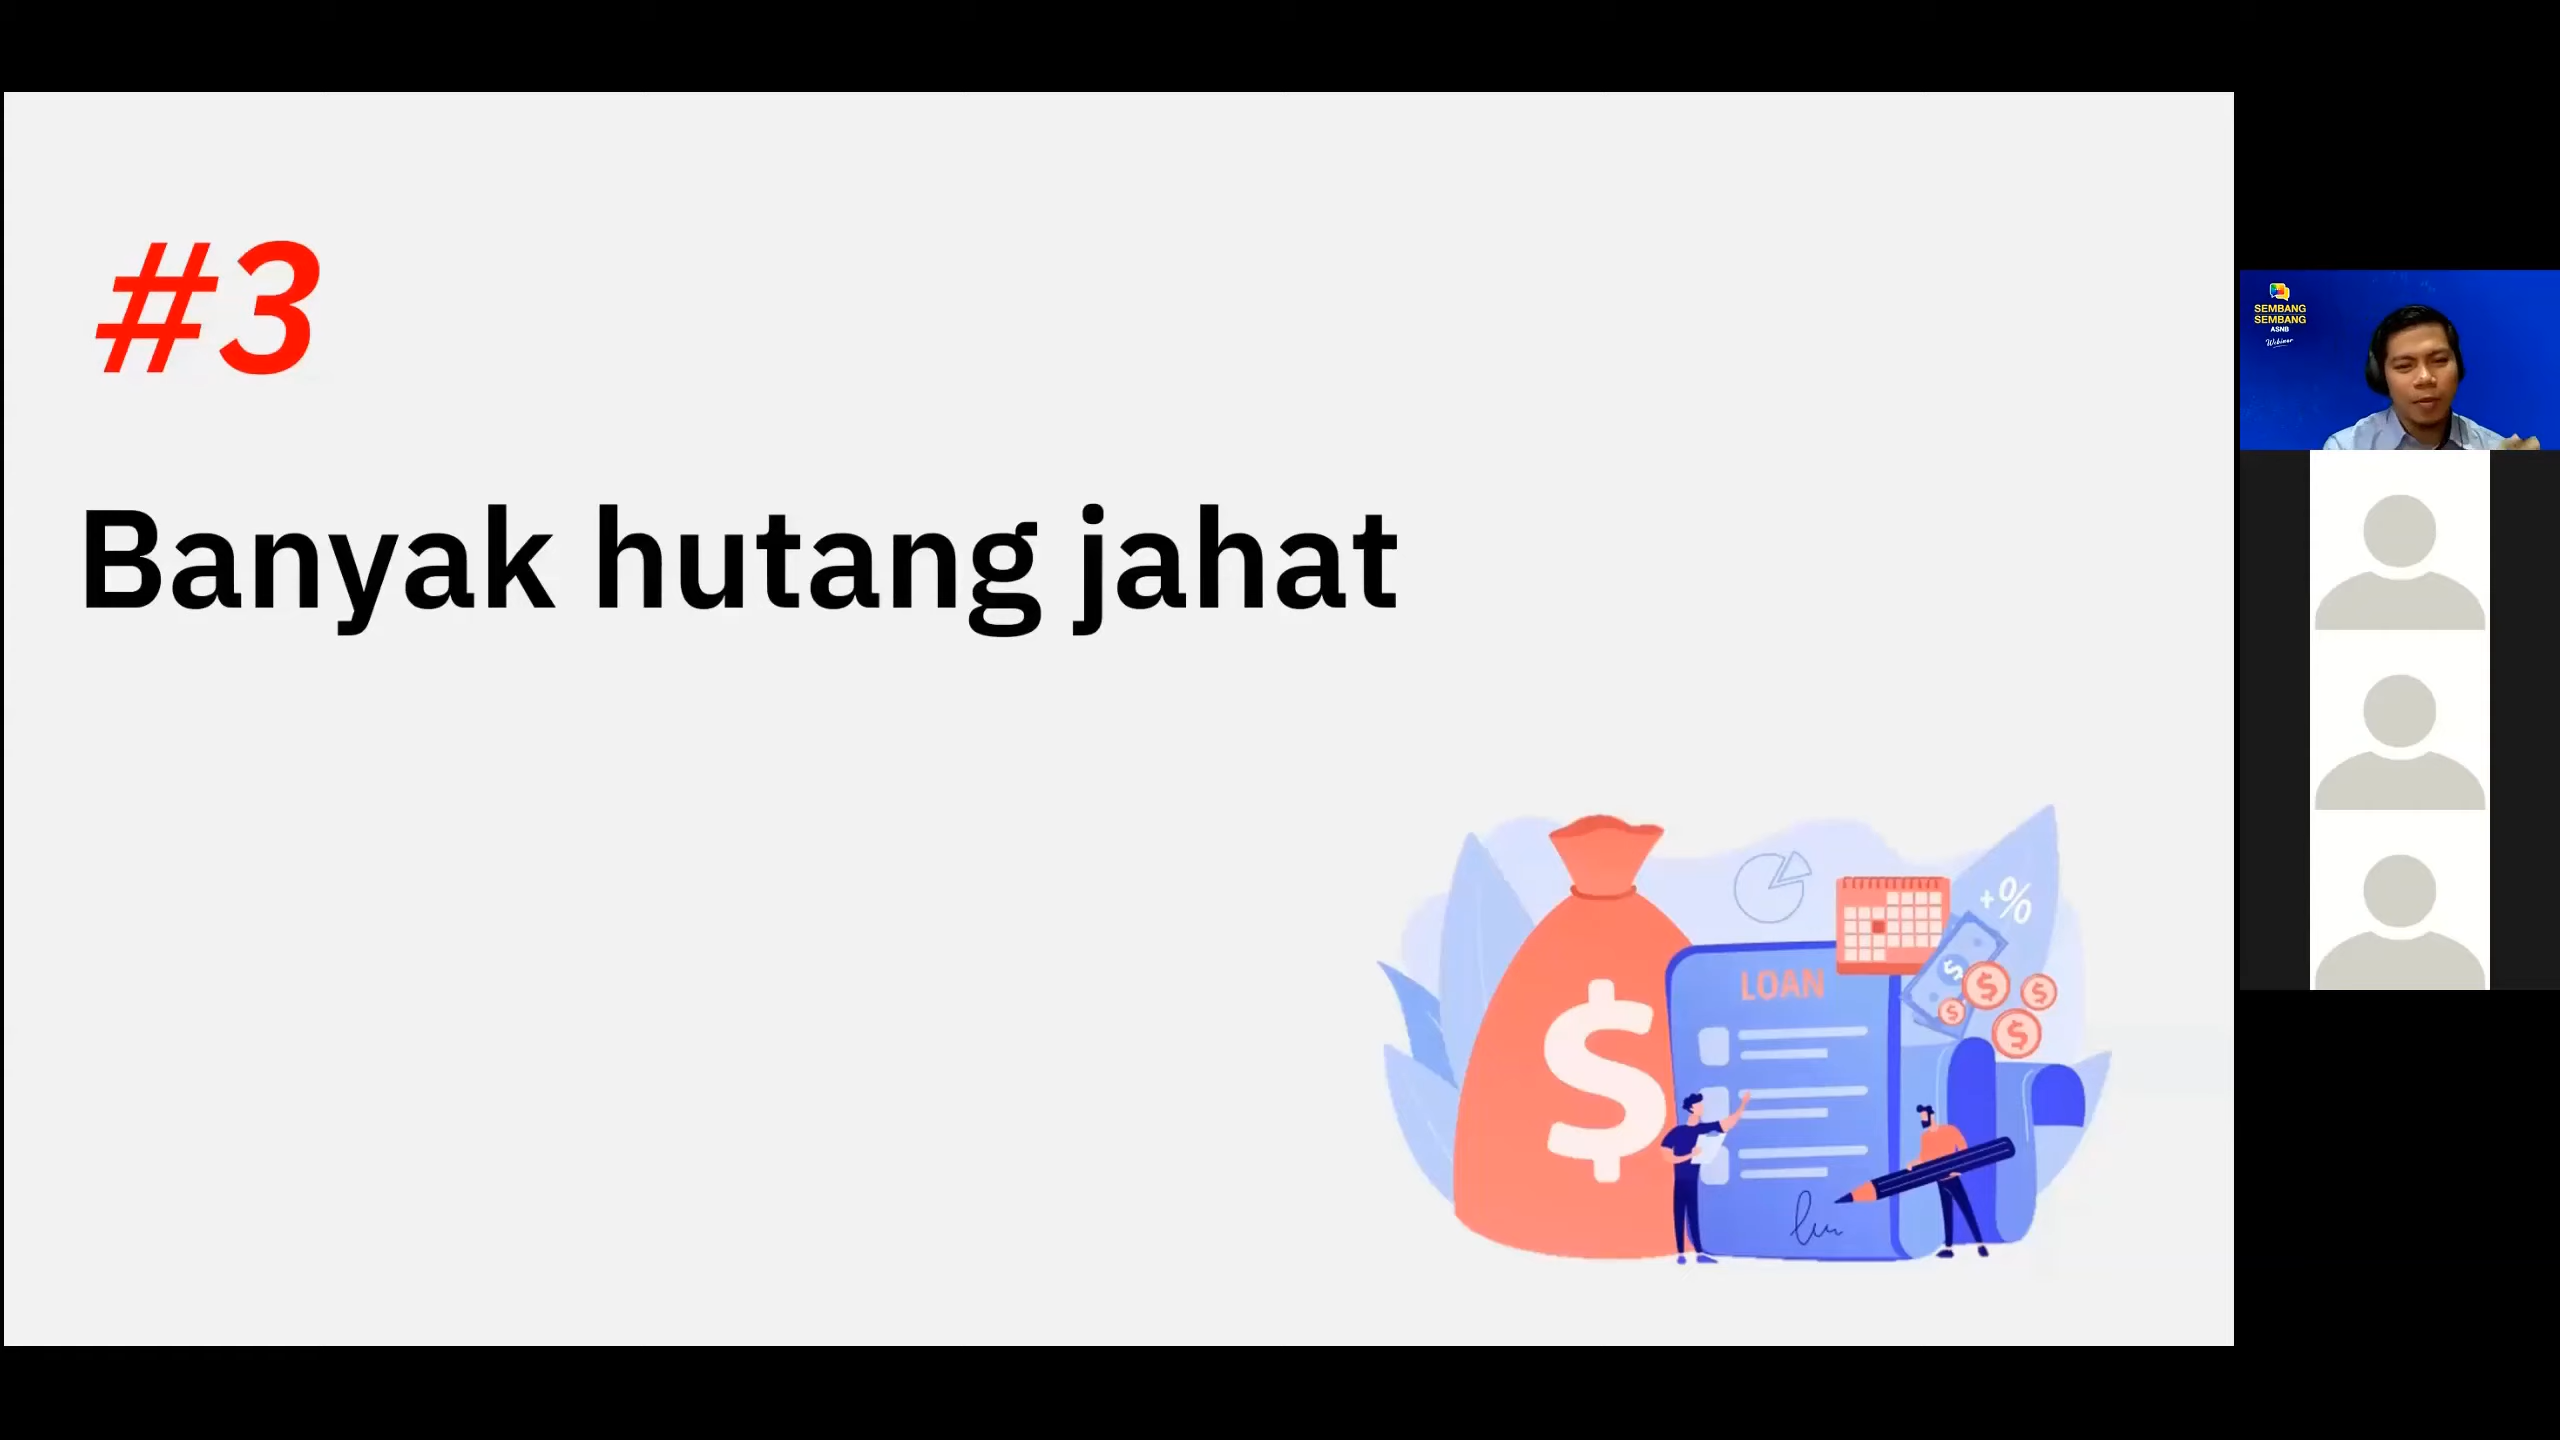 #3
Banyak hutang jahat
LOAN
+%
$
$
$
$
$
$
SEMBANG
SEMBANG
ASNB
Webinar